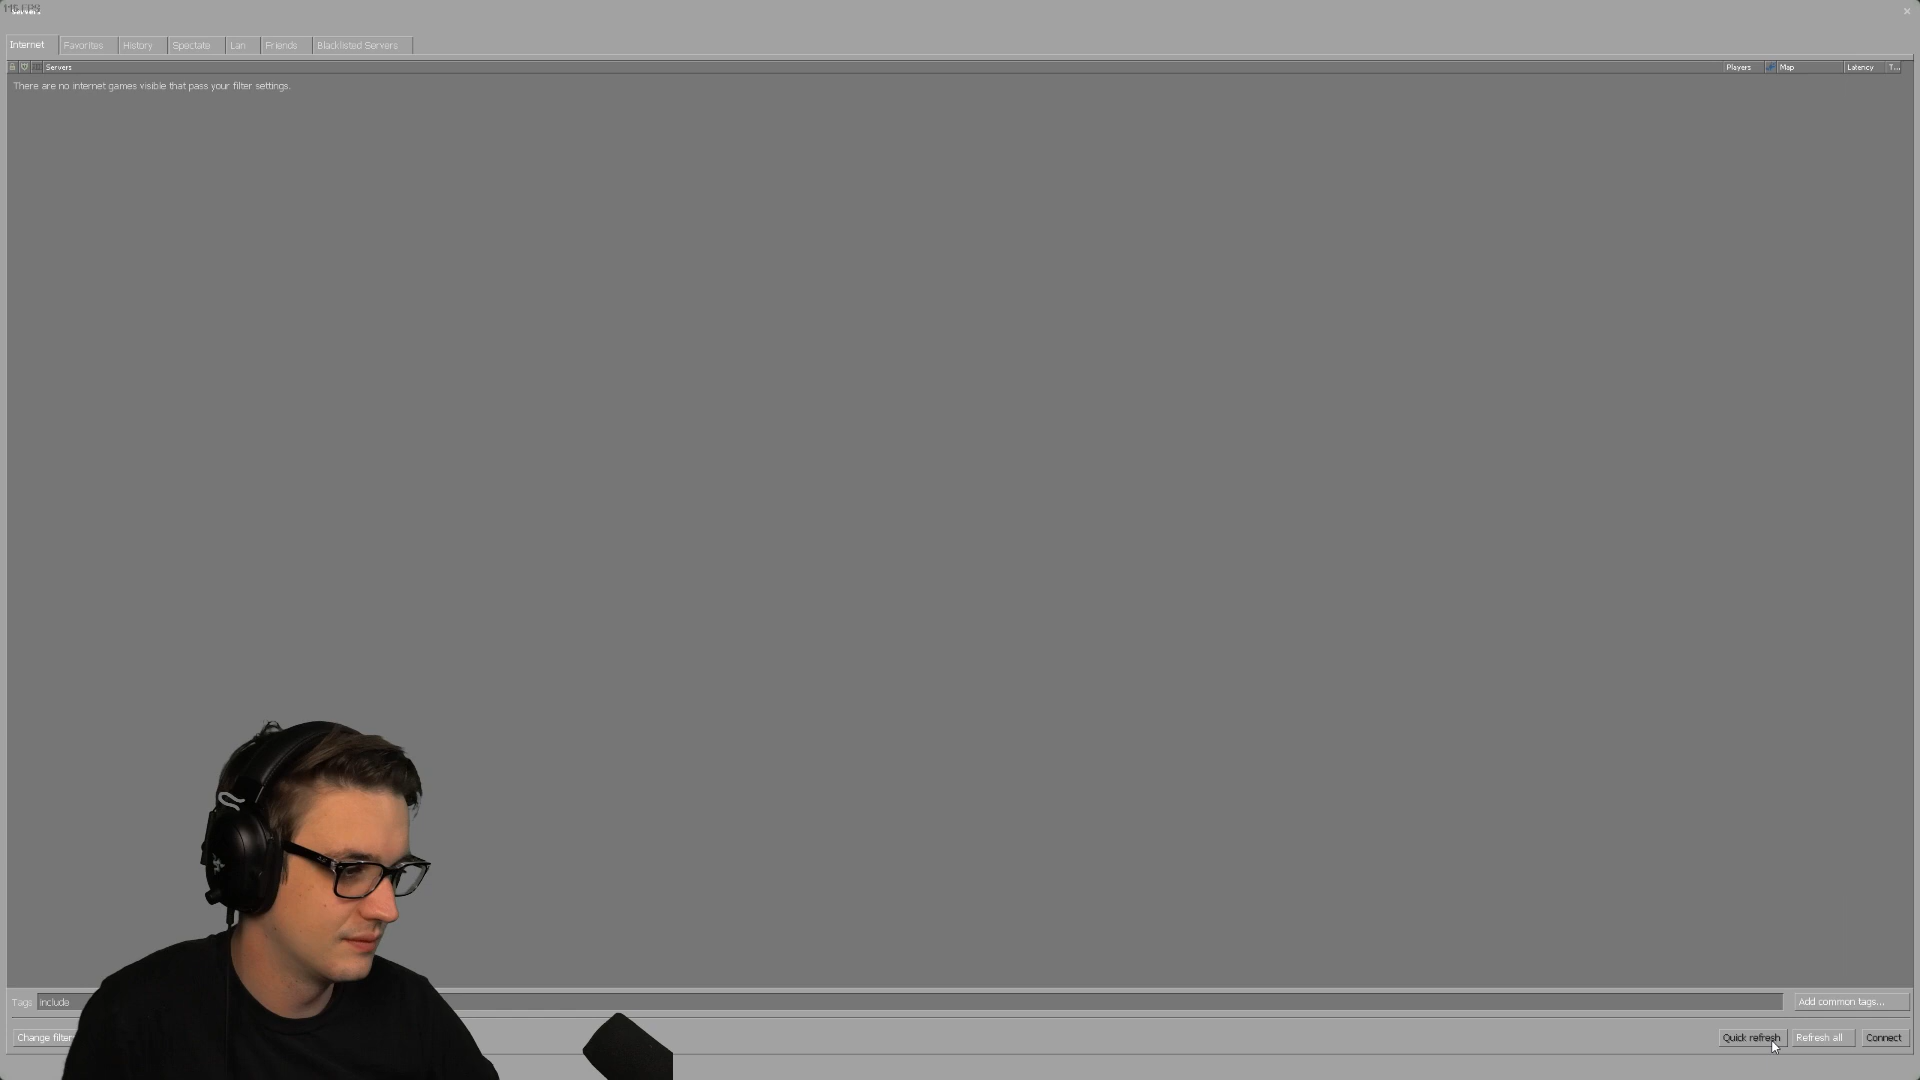 Servers
Internet Favorites History Spectate Lan Friends Blacklisted Servers
Servers Players Map Latency T...
There are no internet games visible that pass your filter settings.
Tags include Add common tags...
Change filter Quick refresh Refresh all Connect